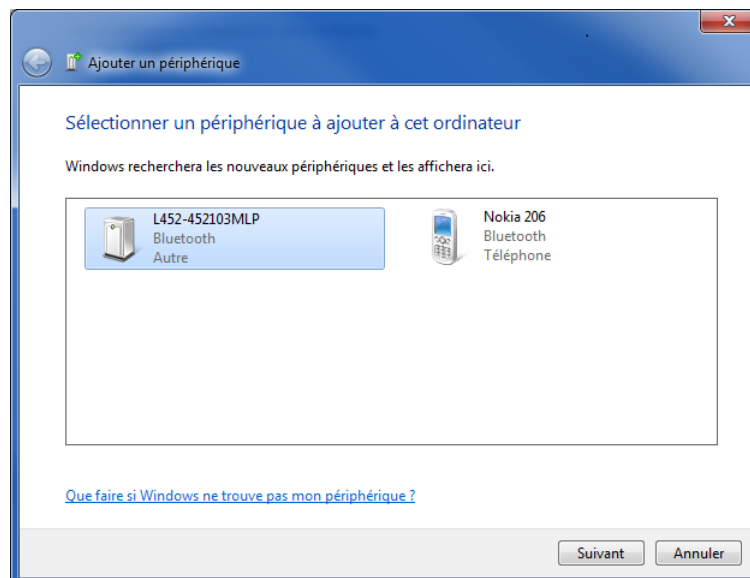 Ajouter un périphérique
Sélectionner un périphérique à ajouter à cet ordinateur
Windows recherchera les nouveaux périphériques et les affichera ici.
L452-452103MLP
Bluetooth
Autre
Nokia 206
Bluetooth
Téléphone
Que faire si Windows ne trouve pas mon périphérique ?
Suivant
Annuler